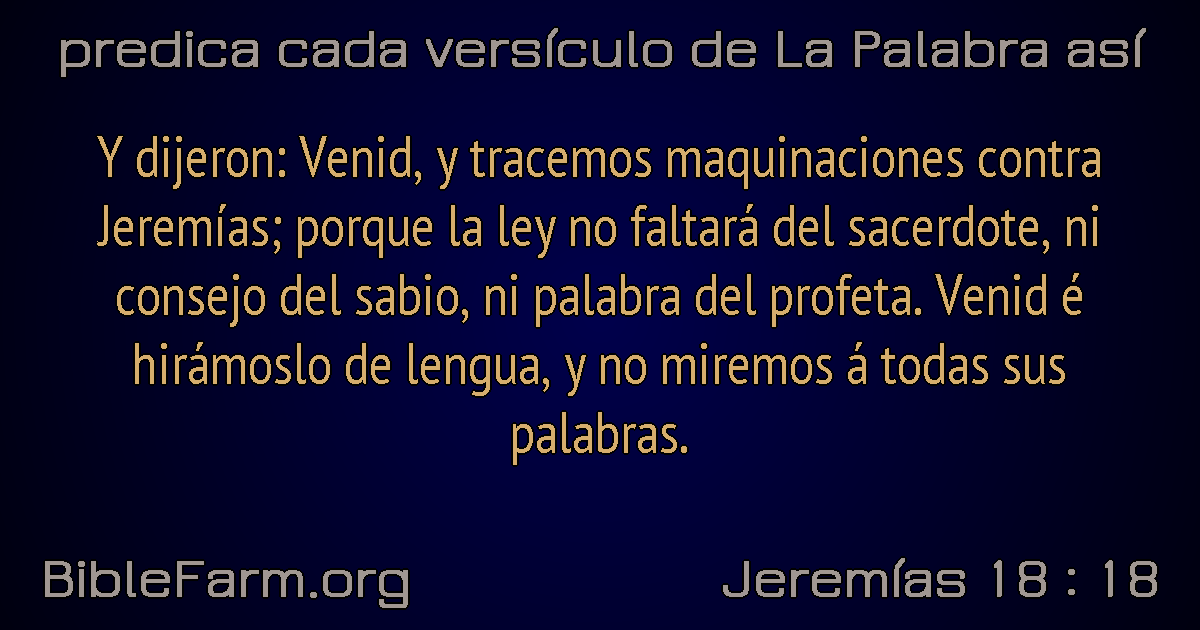 predica cada versículo de La Palabra así
Y dijeron: Venid, y tracemos maquinaciones contra
Jeremías; porque la ley no faltará del sacerdote, ni
consejo del sabio, ni palabra del profeta. Venid é
hirámoslo de lengua, y no miremos á todas sus
palabras.
BibleFarm.org
Jeremías 18 : 18